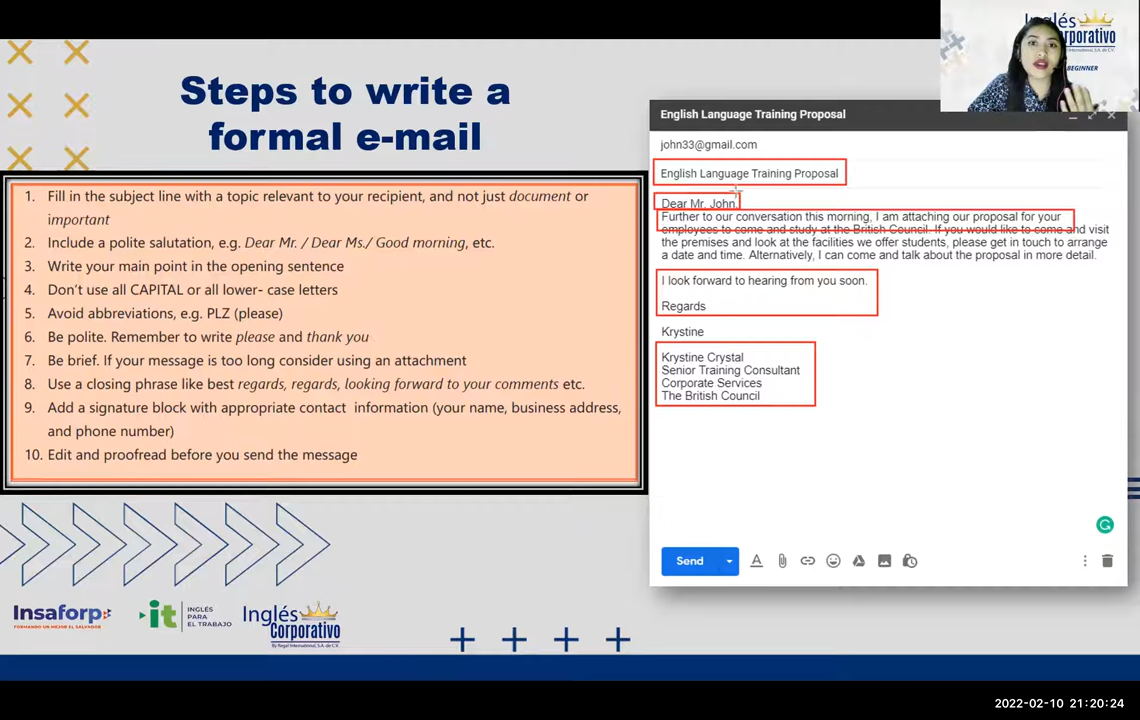 Steps to write a
formal e-mail
1. Fill in the subject line with a topic relevant to your recipient, and not just document or
important
2. Include a polite salutation, e.g. Dear Mr. / Dear Ms./ Good morning, etc.
3. Write your main point in the opening sentence
4. Don't use all CAPITAL or all lower- case letters
5. Avoid abbreviations, e.g. PLZ (please)
6. Be polite. Remember to write please and thank you
7. Be brief. If your message is too long consider using an attachment
8. Use a closing phrase like best regards, regards, looking forward to your comments etc.
9. Add a signature block with appropriate contact information (your name, business address,
and phone number)
10. Edit and proofread before you send the message
Insaforp
FORMANDO UN MEJOR EL SALVADOR
it
INGLÉS
PARA
EL TRABAJO
Inglés
Corporativo
By Regal International, S.A. de C.V.
English Language Training Proposal
john33@gmail.com
English Language Training Proposal
Dear Mr. John,
Further to our conversation this morning, I am attaching our proposal for your
employees to come and study at the British Council. If you would like to come and visit
the premises and look at the facilities we offer students, please get in touch to arrange
a date and time. Alternatively, I can come and talk about the proposal in more detail.
I look forward to hearing from you soon.
Regards
Krystine
Krystine Crystal
Senior Training Consultant
Corporate Services
The British Council
Send
BEGINNER
2022-02-10 21:20:24